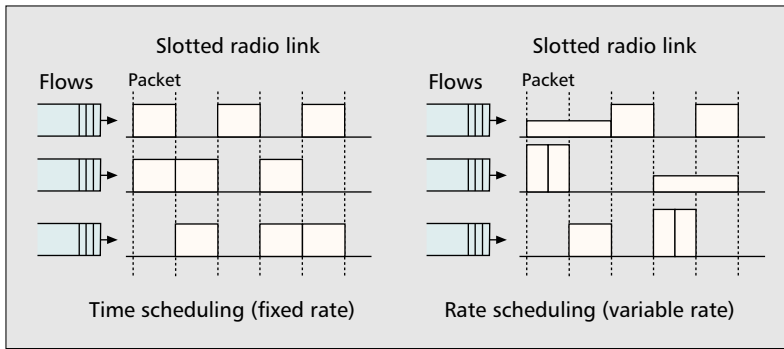 Slotted radio link
Flows
Packet
Time scheduling (fixed rate)
Slotted radio link
Flows
Packet
Rate scheduling (variable rate)